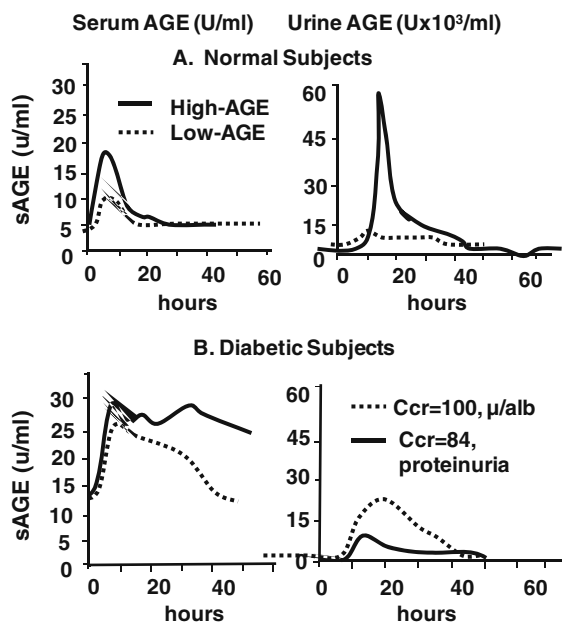 Serum AGE (U/ml) Urine AGE (Ux10³/ml)
A. Normal Subjects
sAGE (u/ml)
30
25
20
15
10
5
0
High-AGE
Low-AGE
0 20 40 60
hours
60
45
30
15
0
0 20 40 60
hours
B. Diabetic Subjects
sAGE (u/ml)
30
25
20
15
10
5
0
0 20 40 60
hours
60
45
30
15
0
Ccr=100, μ/alb
Ccr=84,
proteinuria
0 20 40 60
hours